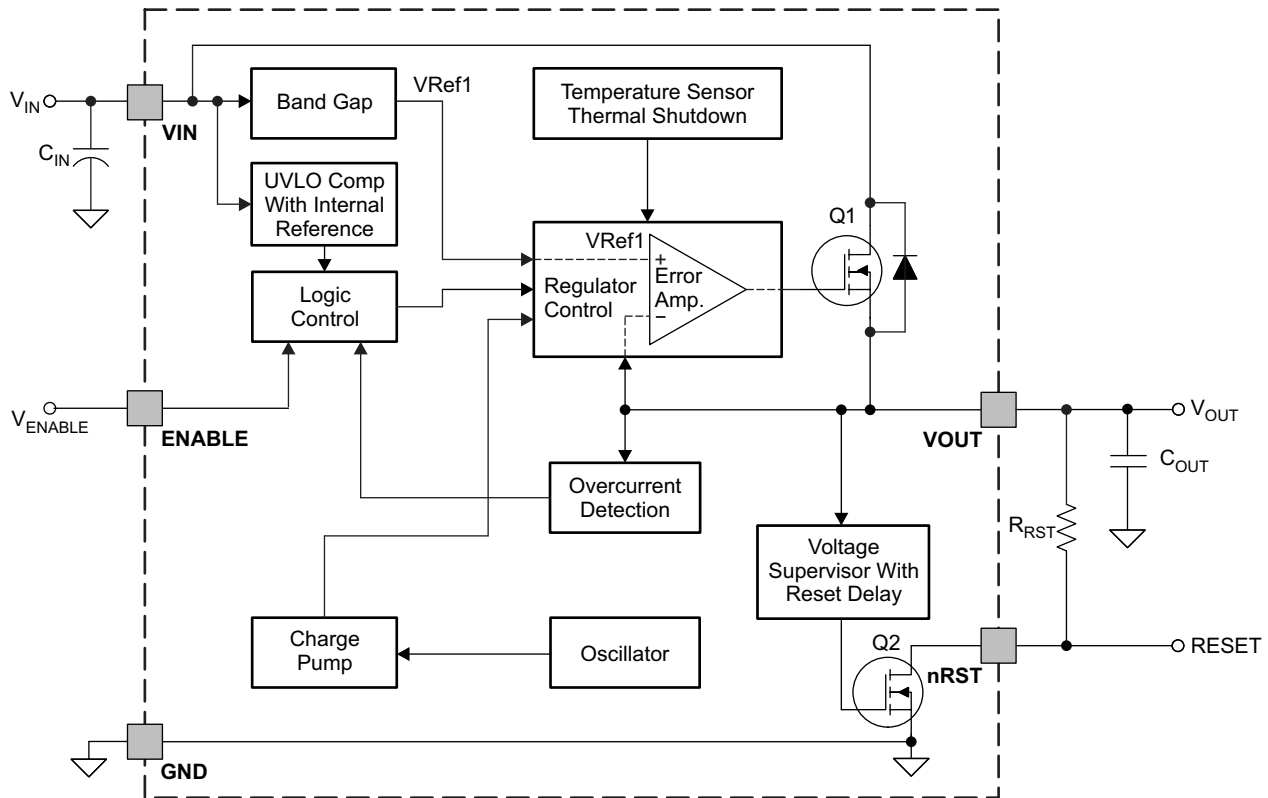 VIN
CIN
VIN
Band Gap
VRef1
Temperature Sensor
Thermal Shutdown
UVLO Comp
With Internal
Reference
Logic
Control
VRef1
Regulator
Control
+
Error
Amp.
−
Q1
VENABLE
ENABLE
VOUT
VOUT
COUT
RRST
Overcurrent
Detection
Voltage
Supervisor With
Reset Delay
Charge
Pump
Oscillator
Q2
nRST
RESET
GND